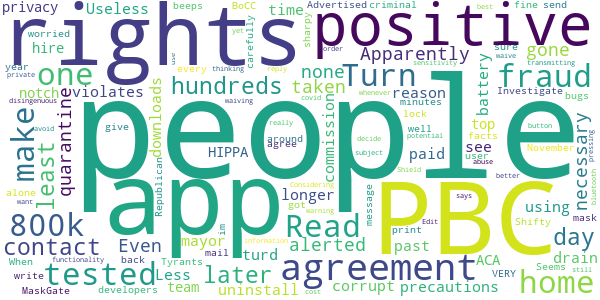 privacy Useless beeps BoCC time Advertised criminal fine send
rights positive
worried hire sharpy carefully Apparently sure gone waive bugs
year every thinking reply yet sensitivity order best transmitting
private use
one hundreds none Turn battery fraud
notch violates taken reason Investigate
disingenuous quarantine downloads commission minutes whenever
make people
avoid give waiving covid lock top necessary
least HIPPA really around agree well facts November button
Republican paid see user decide subject potential pressing
800k app Read longer PBC using day mask
alone im got Considering message print Shield abuse better
contact Even mayor alerted past Edit says Shifty bluetooth
want When back mail warning ACA VERY drain
functionality Tyrants information Seems still
tested later turd agreement home
write Less team
MaskGate developers uninstall cost corrupt precautions